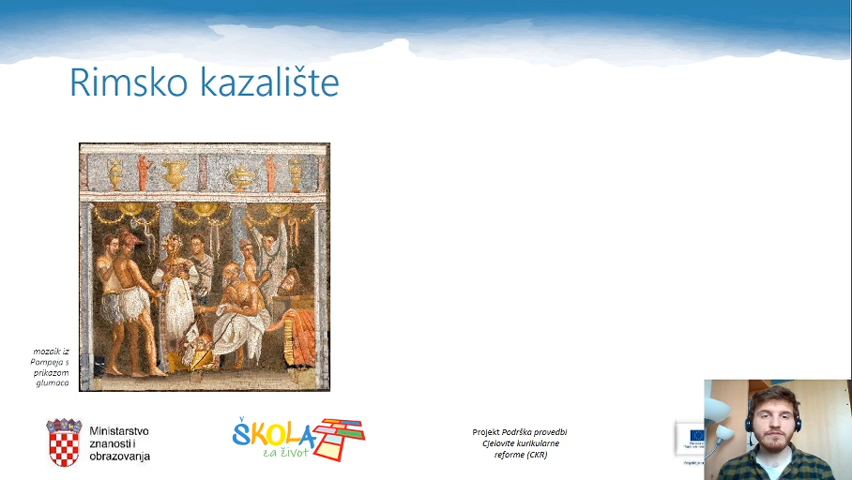 Rimsko kazalište
mozaik iz
Pompeja s
prikazom
glumaca
Ministarstvo
znanosti i
obrazovanja
ŠKOLA
za život
Projekt Podrška provedbi
Cjelovite kurikularne
reforme (CKR)